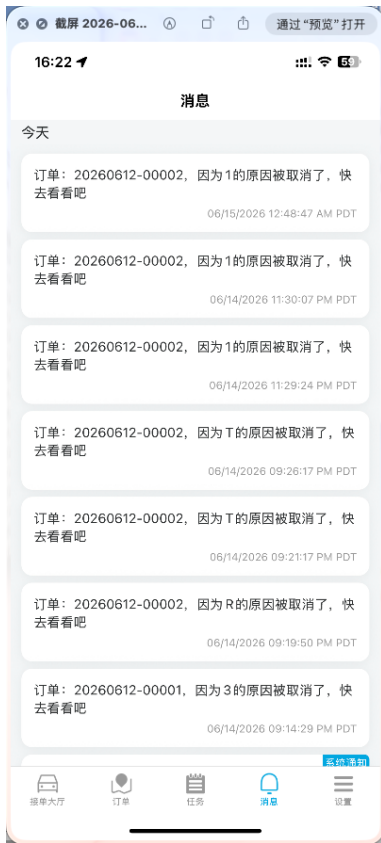 截屏 2026-06...
通过“预览”打开
16:22
59
消息
今天
订单：20260612-00002，因为1的原因被取消了，快
去看看吧
06/15/2026 12:48:47 AM PDT
订单：20260612-00002，因为1的原因被取消了，快
去看看吧
06/14/2026 11:30:07 PM PDT
订单：20260612-00002，因为1的原因被取消了，快
去看看吧
06/14/2026 11:29:24 PM PDT
订单：20260612-00002，因为T的原因被取消了，快
去看看吧
06/14/2026 09:26:17 PM PDT
订单：20260612-00002，因为T的原因被取消了，快
去看看吧
06/14/2026 09:21:17 PM PDT
订单：20260612-00002，因为R的原因被取消了，快
去看看吧
06/14/2026 09:19:50 PM PDT
订单：20260612-00001，因为3的原因被取消了，快
去看看吧
06/14/2026 09:14:29 PM PDT
系统通知
接单大厅
订单
任务
消息
设置